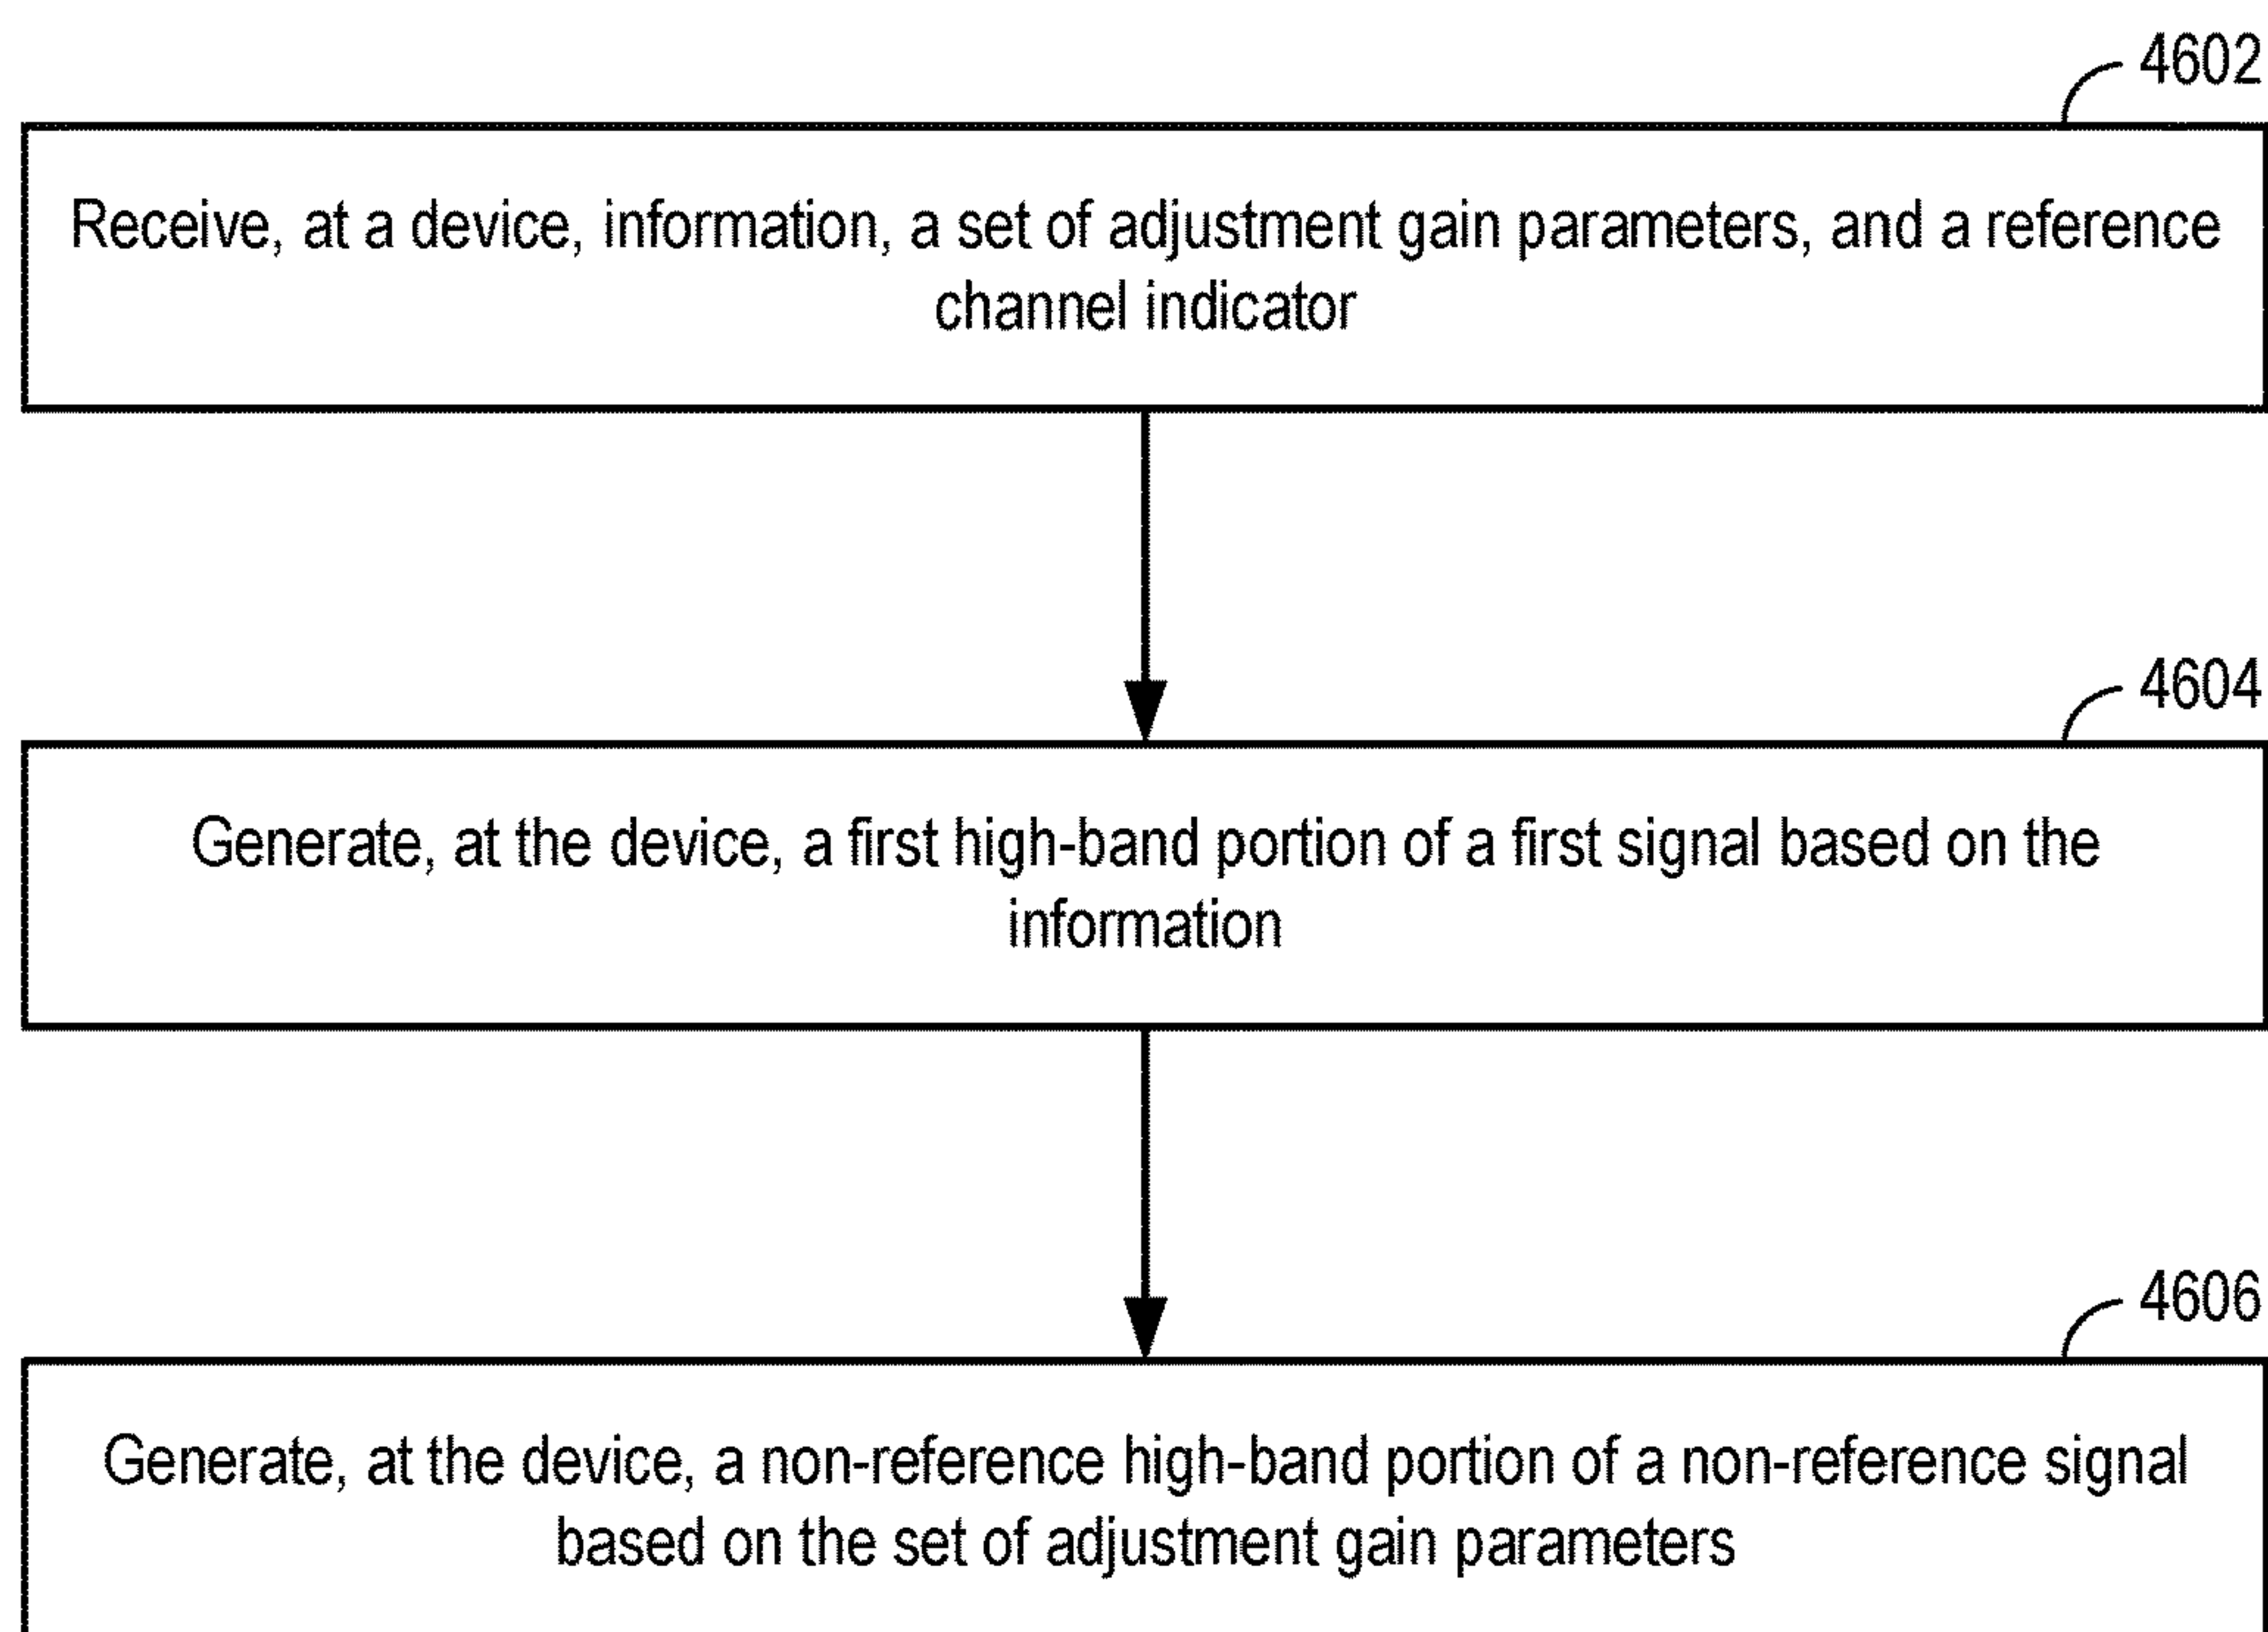 4602
Receive, at a device, information, a set of adjustment gain parameters, and a reference
channel indicator
4604
Generate, at the device, a first high-band portion of a first signal based on the
information
4606
Generate, at the device, a non-reference high-band portion of a non-reference signal
based on the set of adjustment gain parameters